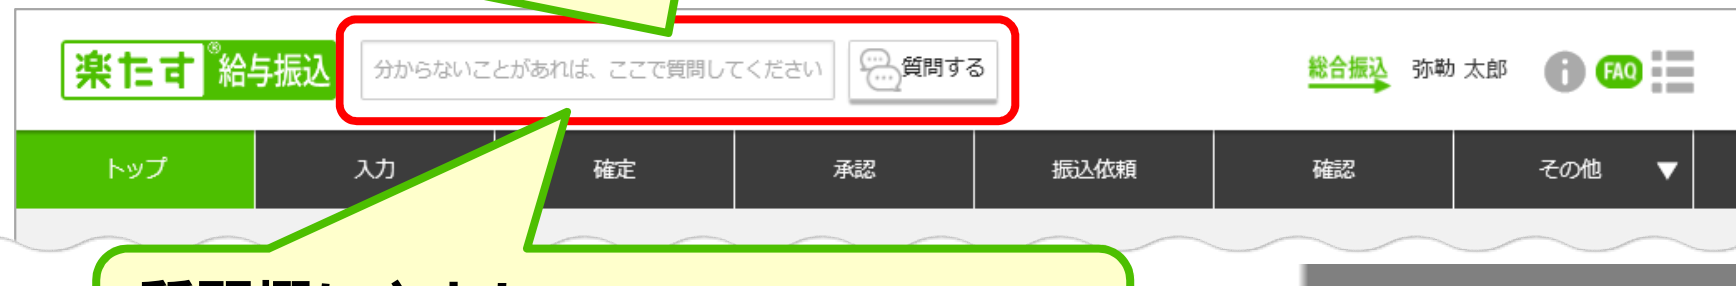 楽たす®給与振込
分からないことがあれば、ここで質問してください
質問する
総合振込
弥勒 太郎
i
FAQ
トップ
入力
確定
承認
振込依頼
確認
その他 ▼